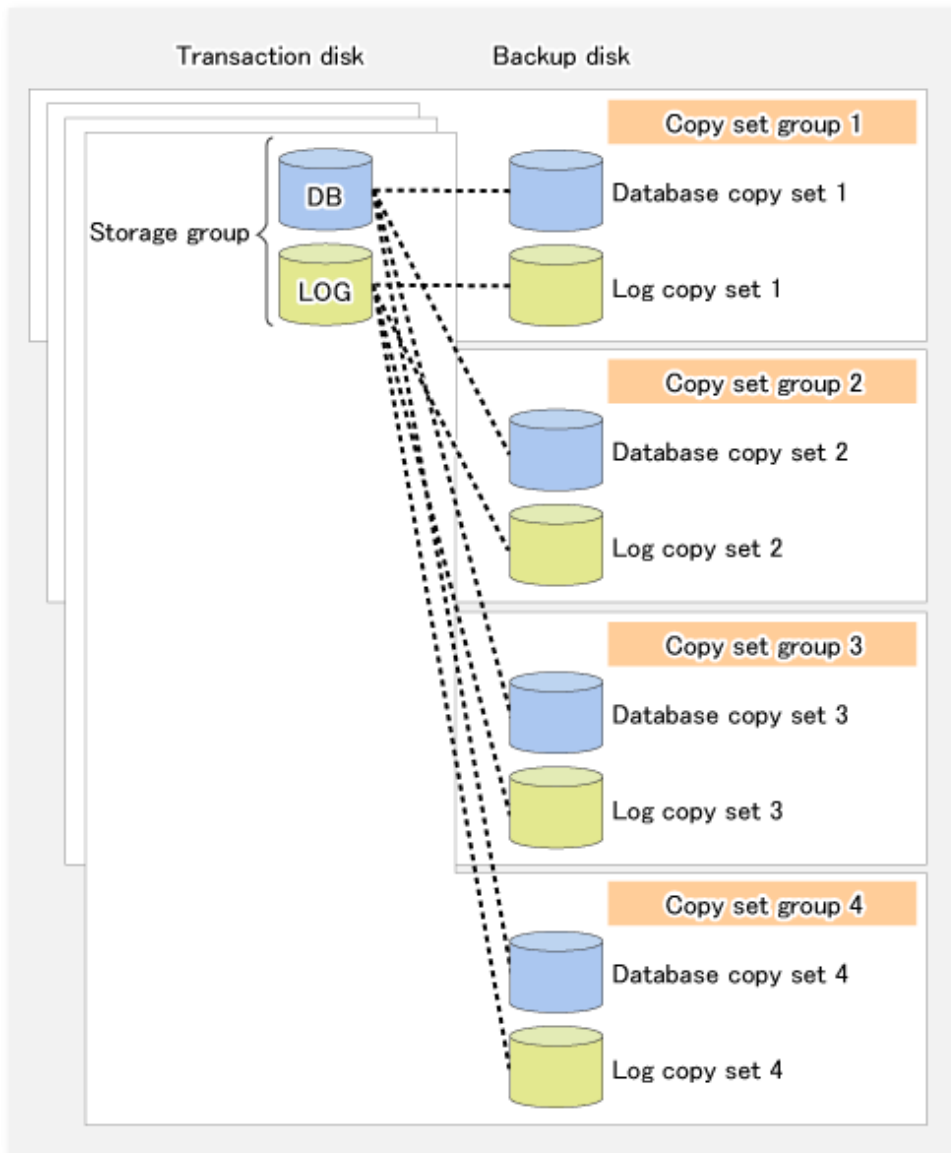 Transaction disk
Backup disk
Copy set group 1
DB
Database copy set 1
Storage group
LOG
Log copy set 1
Copy set group 2
Database copy set 2
Log copy set 2
Copy set group 3
Database copy set 3
Log copy set 3
Copy set group 4
Database copy set 4
Log copy set 4